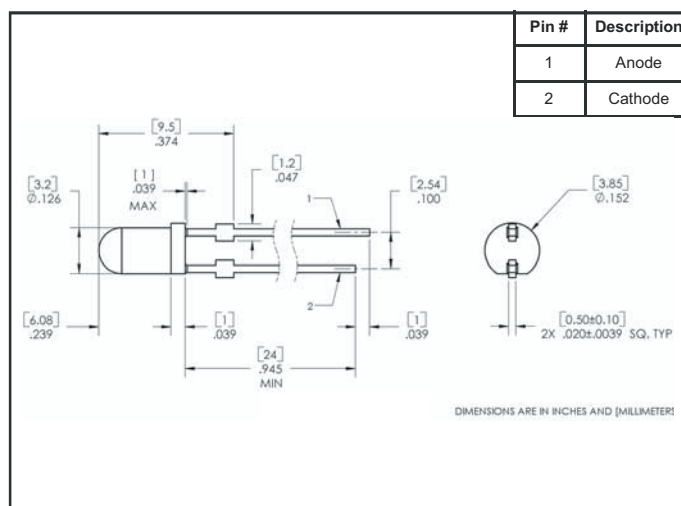 Pin # Description
1 Anode
2 Cathode
[9.5]
.374
[1.2]
.047
[3.2]
Ø.126
[1]
.039
MAX
1
[2.54]
.100
[3.85]
Ø.152
2
[6.08]
.239
[1]
.039
[24]
.945
MIN
[1]
.039
[0.50±0.10]
2X .020±.0039 SQ. TYP
DIMENSIONS ARE IN INCHES AND [MILLIMETERS